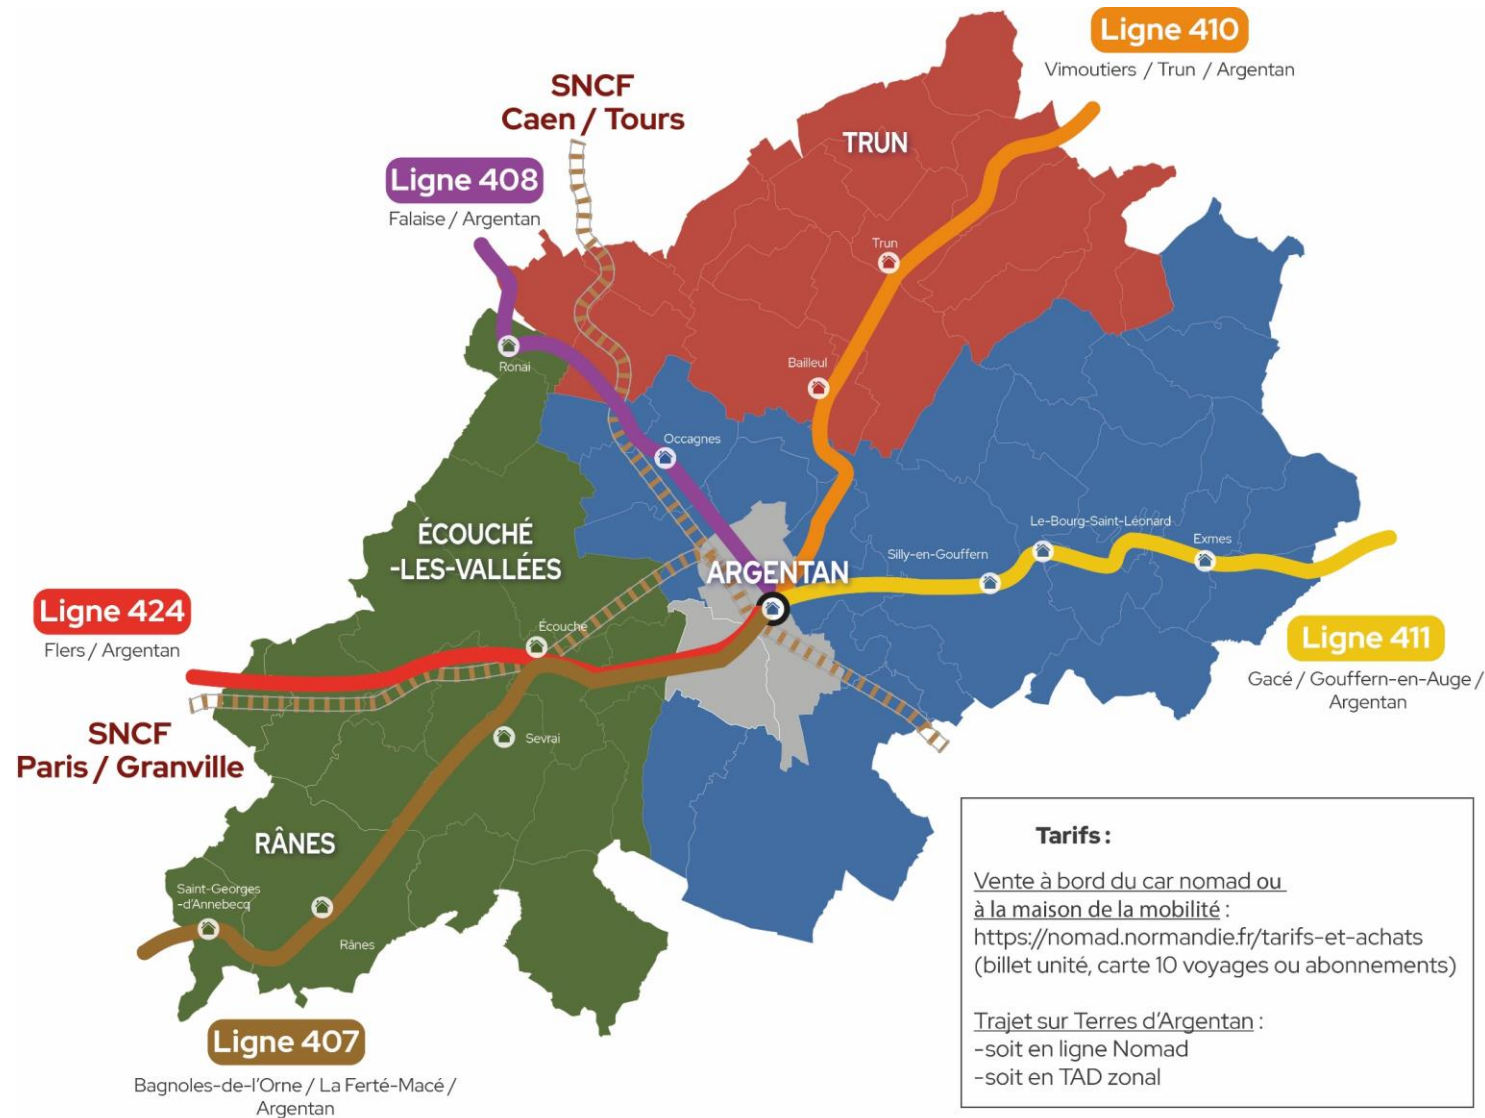 Ligne 410
Vimoutiers / Trun / Argentan
SNCF
Caen / Tours
TRUN
Ligne 408
Falaise / Argentan
Trun
Ronai
Bailleul
Occagnes
ÉCOUCHÉ
-LES-VALLÉES
ARGENTAN
Silly-en-Gouffern
Le-Bourg-Saint-Léonard
Exmes
Ligne 424
Flers / Argentan
Écouché
Ligne 411
Gacé / Gouffern-en-Auge /
Argentan
SNCF
Paris / Granville
Sevrai
RÂNES
Saint-Georges
-d'Annebecq
Rânes
Ligne 407
Bagnoles-de-l'Orne / La Ferté-Macé /
Argentan
Tarifs :
Vente à bord du car nomad ou
à la maison de la mobilité :
https://nomad.normandie.fr/tarifs-et-achats
(billet unité, carte 10 voyages ou abonnements)
Trajet sur Terres d'Argentan :
-soit en ligne Nomad
-soit en TAD zonal